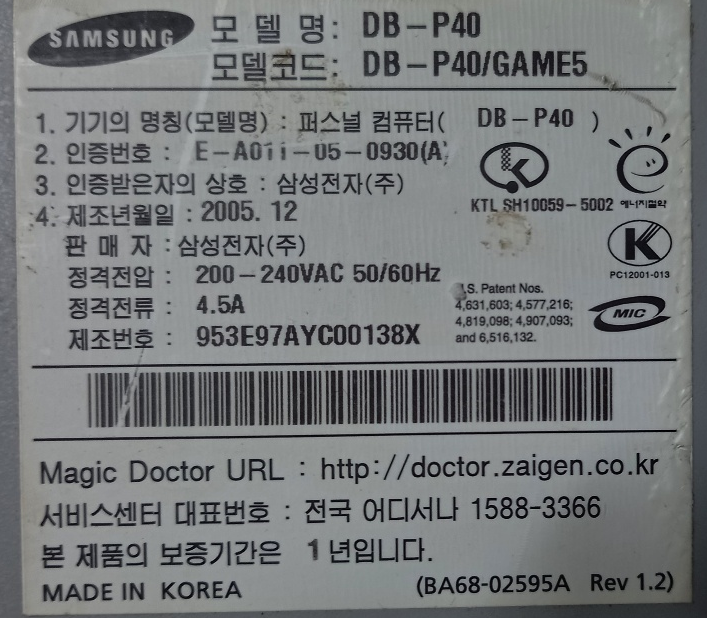 SAMSUNG
모 델 명: DB-P40
모델코드: DB-P40/GAME5
1. 기기의 명칭(모델명) : 퍼스널 컴퓨터( DB-P40 )
2. 인증번호 : E-A011-05-0930(A)
3. 인증받은자의 상호 : 삼성전자(주)
KTL SH10059-5002 에너지절약
4. 제조년월일 : 2005. 12
판 매 자 : 삼성전자(주)
정격전압 : 200-240VAC 50/60Hz
PC12001-013
정격전류 : 4.5A
제조번호 : 953E97AYC00138X
U.S. Patent Nos.
4,631,603; 4,577,216;
4,819,098; 4,907,093;
and 6,516,132.
MIC
Magic Doctor URL : http://doctor.zaigen.co.kr
서비스센터 대표번호 : 전국 어디서나 1588-3366
본 제품의 보증기간은 1 년입니다.
MADE IN KOREA (BA68-02595A Rev 1.2)